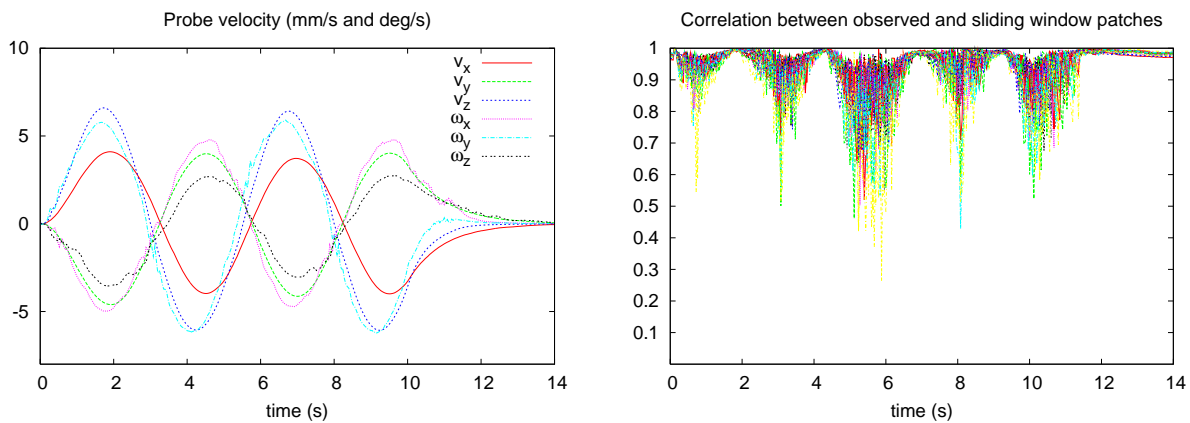 Probe velocity (mm/s and deg/s)
10
5
0
-5
0 2 4 6 8 10 12 14
time (s)
v_x
v_y
v_z
ω_x
ω_y
ω_z
Correlation between observed and sliding window patches
1
0.9
0.8
0.7
0.6
0.5
0.4
0.3
0.2
0.1
0 2 4 6 8 10 12 14
time (s)